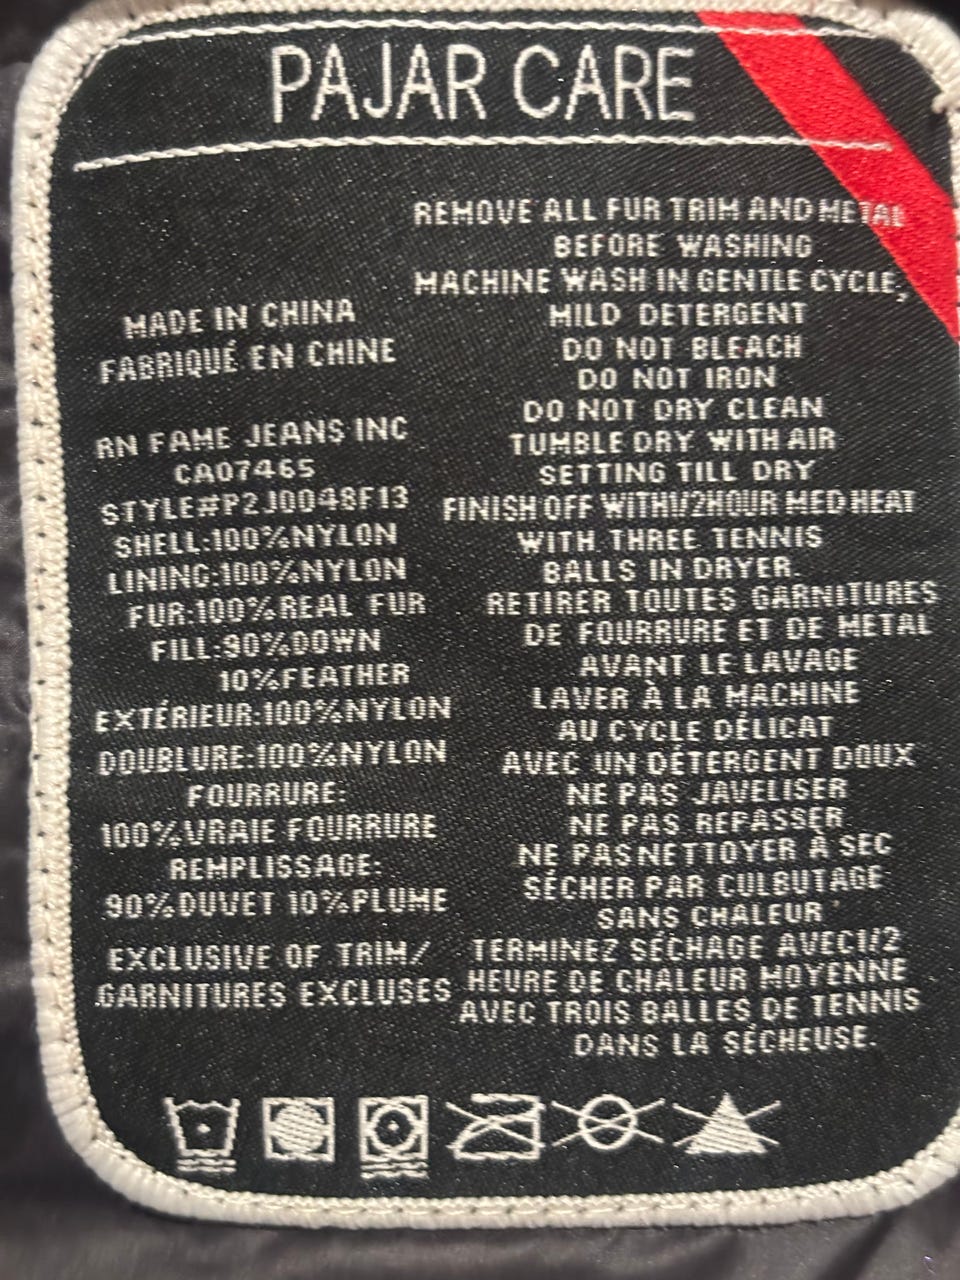 PAJAR CARE
MADE IN CHINA
FABRIQUÉ EN CHINE
RN FAME JEANS INC
CA07465
STYLE#P2J0048F13
SHELL:100%NYLON
LINING:100%NYLON
FUR:100%REAL FUR
FILL:90%DOWN
10%FEATHER
EXTÉRIEUR:100%NYLON
DOUBLURE:100%NYLON
FOURRURE:
100%VRAIE FOURRURE
REMPLISSAGE:
90%DUVET 10%PLUME
EXCLUSIVE OF TRIM/
GARNITURES EXCLUSES
REMOVE ALL FUR TRIM AND METAL
BEFORE WASHING
MACHINE WASH IN GENTLE CYCLE,
MILD DETERGENT
DO NOT BLEACH
DO NOT IRON
DO NOT DRY CLEAN
TUMBLE DRY WITH AIR
SETTING TILL DRY
FINISH OFF WITH1/2HOUR MED HEAT
WITH THREE TENNIS
BALLS IN DRYER.
RETIRER TOUTES GARNITURES
DE FOURRURE ET DE METAL
AVANT LE LAVAGE
LAVER À LA MACHINE
AU CYCLE DÉLICAT
AVEC UN DÉTERGENT DOUX
NE PAS JAVELISER
NE PAS REPASSER
NE PAS NETTOYER À SEC
SÉCHER PAR CULBUTAGE
SANS CHALEUR
TERMINEZ SÉCHAGE AVEC1/2
HEURE DE CHALEUR MOYENNE
AVEC TROIS BALLES DE TENNIS
DANS LA SÉCHEUSE.